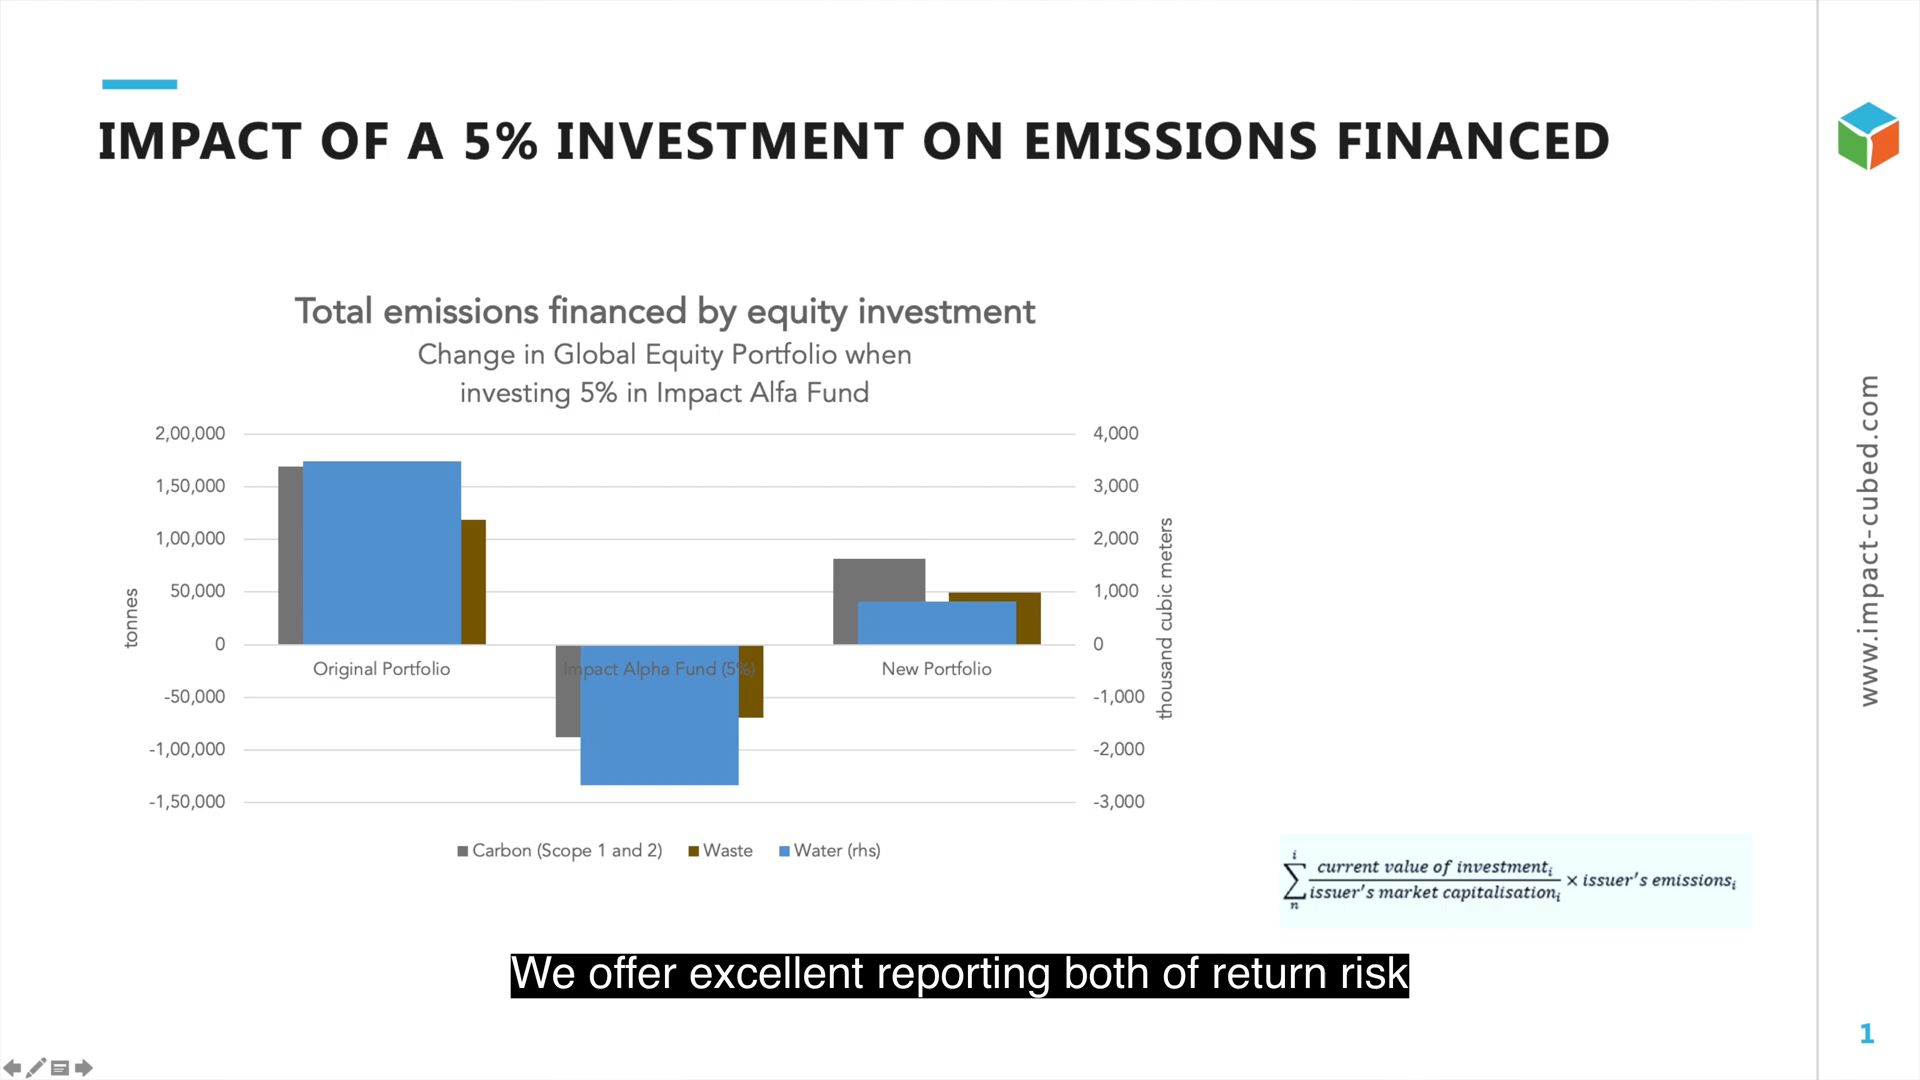 IMPACT OF A 5% INVESTMENT ON EMISSIONS FINANCED
Total emissions financed by equity investment
Change in Global Equity Portfolio when
investing 5% in Impact Alfa Fund
2,00,000
1,50,000
1,00,000
50,000
0
-50,000
-1,00,000
-1,50,000
tonnes
4,000
3,000
2,000
1,000
0
-1,000
-2,000
-3,000
thousand cubic meters
Original Portfolio
Impact Alpha Fund (5%)
New Portfolio
Carbon (Scope 1 and 2)
Waste
Water (rhs)
i
∑
n
current value of investmentᵢ
issuer's market capitalisationᵢ
× issuer's emissionsᵢ
We offer excellent reporting both of return risk
www.impact-cubed.com
1